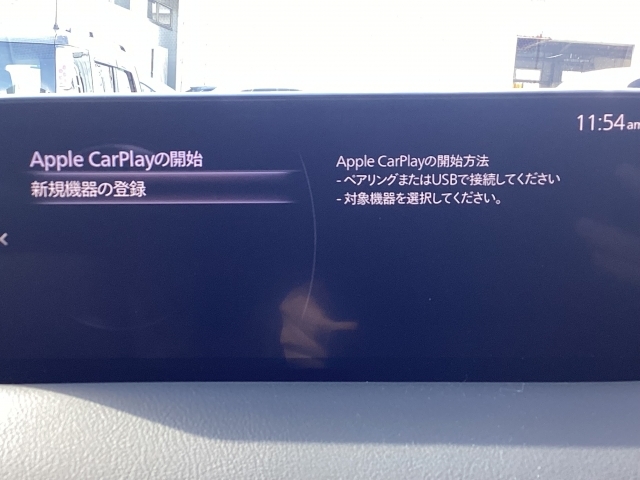 11:54am
Apple CarPlayの開始
新規機器の登録
Apple CarPlayの開始方法
- ペアリングまたはUSBで接続してください
- 対象機器を選択してください。